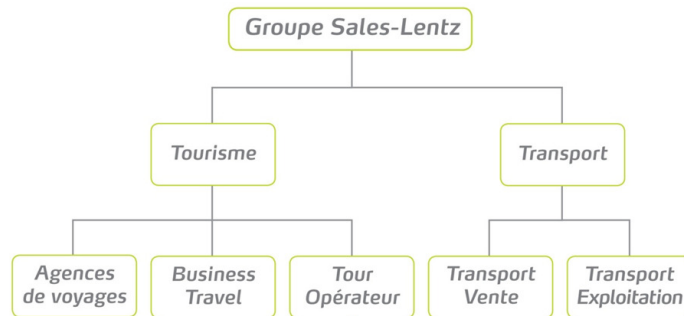 Groupe Sales-Lentz
Tourisme
Transport
Agences
de voyages
Business
Travel
Tour
Opérateur
Transport
Vente
Transport
Exploitation